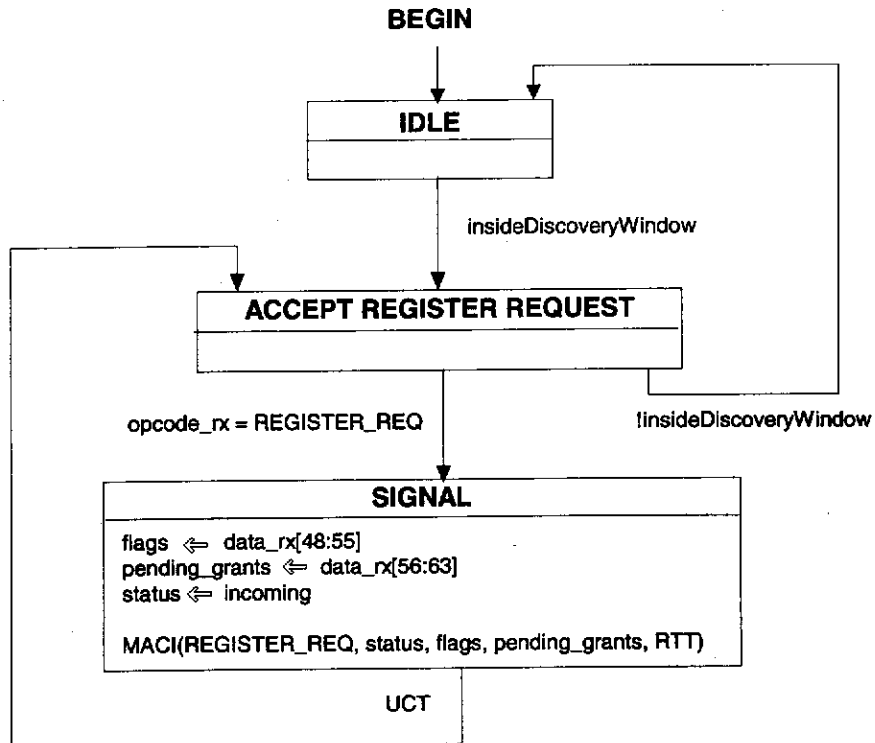 BEGIN
IDLE
insideDiscoveryWindow
ACCEPT REGISTER REQUEST
opcode_rx = REGISTER_REQ
!insideDiscoveryWindow
SIGNAL
flags ⇐ data_rx[48:55]
pending_grants ⇐ data_rx[56:63]
status ⇐ incoming
MACI(REGISTER_REQ, status, flags, pending_grants, RTT)
UCT